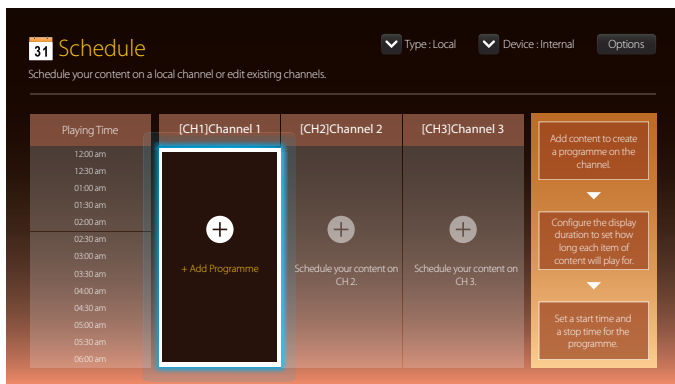 31 Schedule
Type : Local
Device : Internal
Options
Schedule your content on a local channel or edit existing channels.
Playing Time
[CH1]Channel 1
[CH2]Channel 2
[CH3]Channel 3
12:00 am
12:30 am
01:00 am
01:30 am
02:00 am
02:30 am
03:00 am
03:30 am
04:00 am
04:30 am
05:00 am
05:30 am
06:00 am
+ Add Programme
Schedule your content on
CH 2.
Schedule your content on
CH 3.
Add content to create
a programme on the
channel.
Configure the display
duration to set how
long each item of
content will play for.
Set a start time and
a stop time for the
programme.